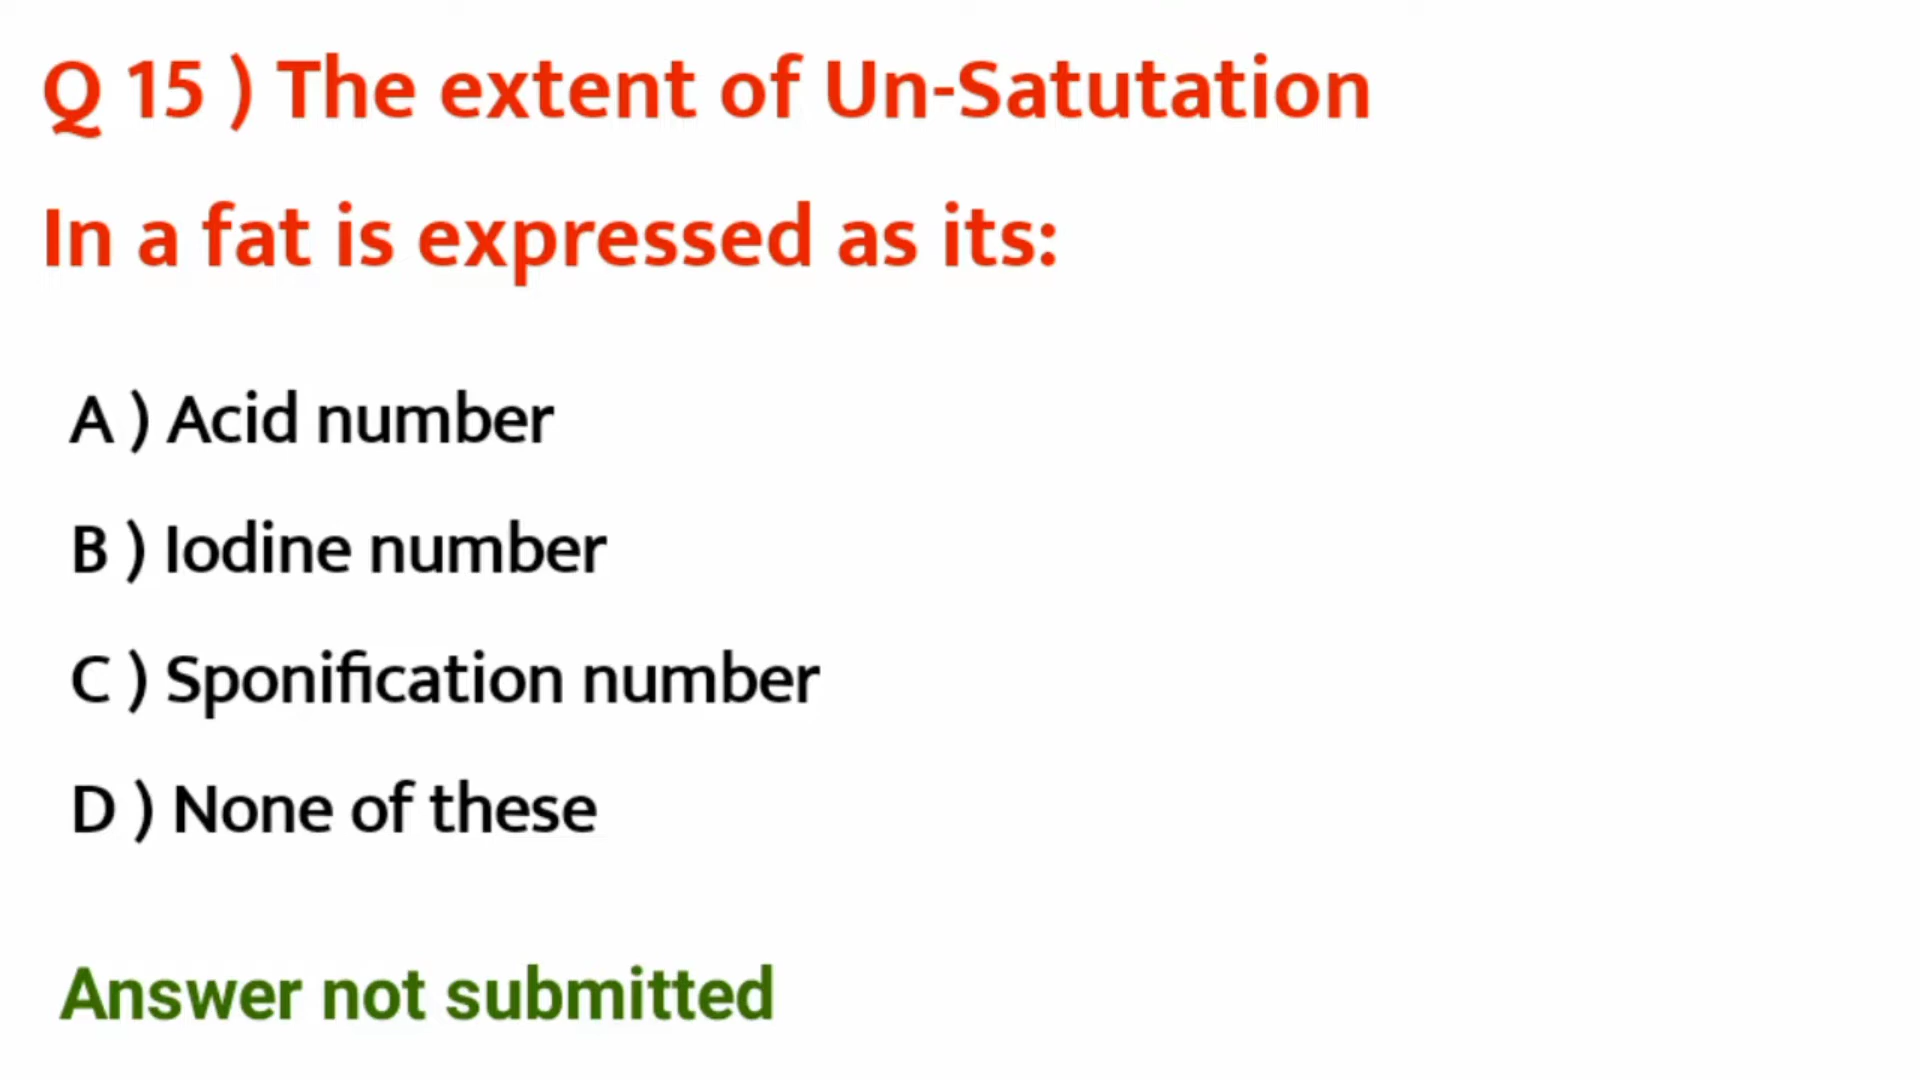 Q 15 ) The extent of Un-Satutation
In a fat is expressed as its:
A ) Acid number
B ) Iodine number
C ) Sponification number
D ) None of these
Answer not submitted